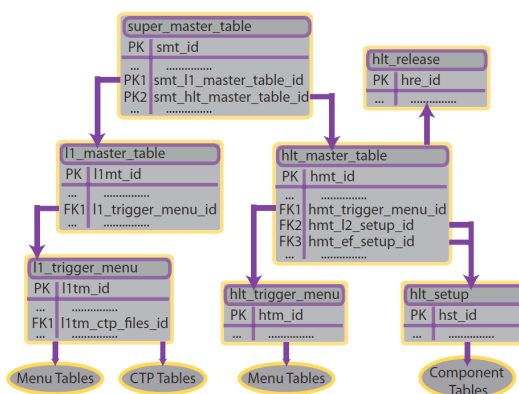 super_master_table
PK smt_id
... ...............
PK1 smt_l1_master_table_id
PK2 smt_hlt_master_table_id
... ...............
hlt_release
PK hre_id
... ...............
l1_master_table
PK l1mt_id
... ...............
FK1 l1_trigger_menu_id
... ...............
hlt_master_table
PK hmt_id
... ...............
FK1 hmt_trigger_menu_id
FK2 hmt_l2_setup_id
FK3 hmt_ef_setup_id
... ...............
l1_trigger_menu
PK l1tm_id
... ...............
FK1 l1tm_ctp_files_id
... ...............
hlt_trigger_menu
PK htm_id
... ...............
hlt_setup
PK hst_id
... ...............
Menu Tables
CTP Tables
Menu Tables
Component
Tables